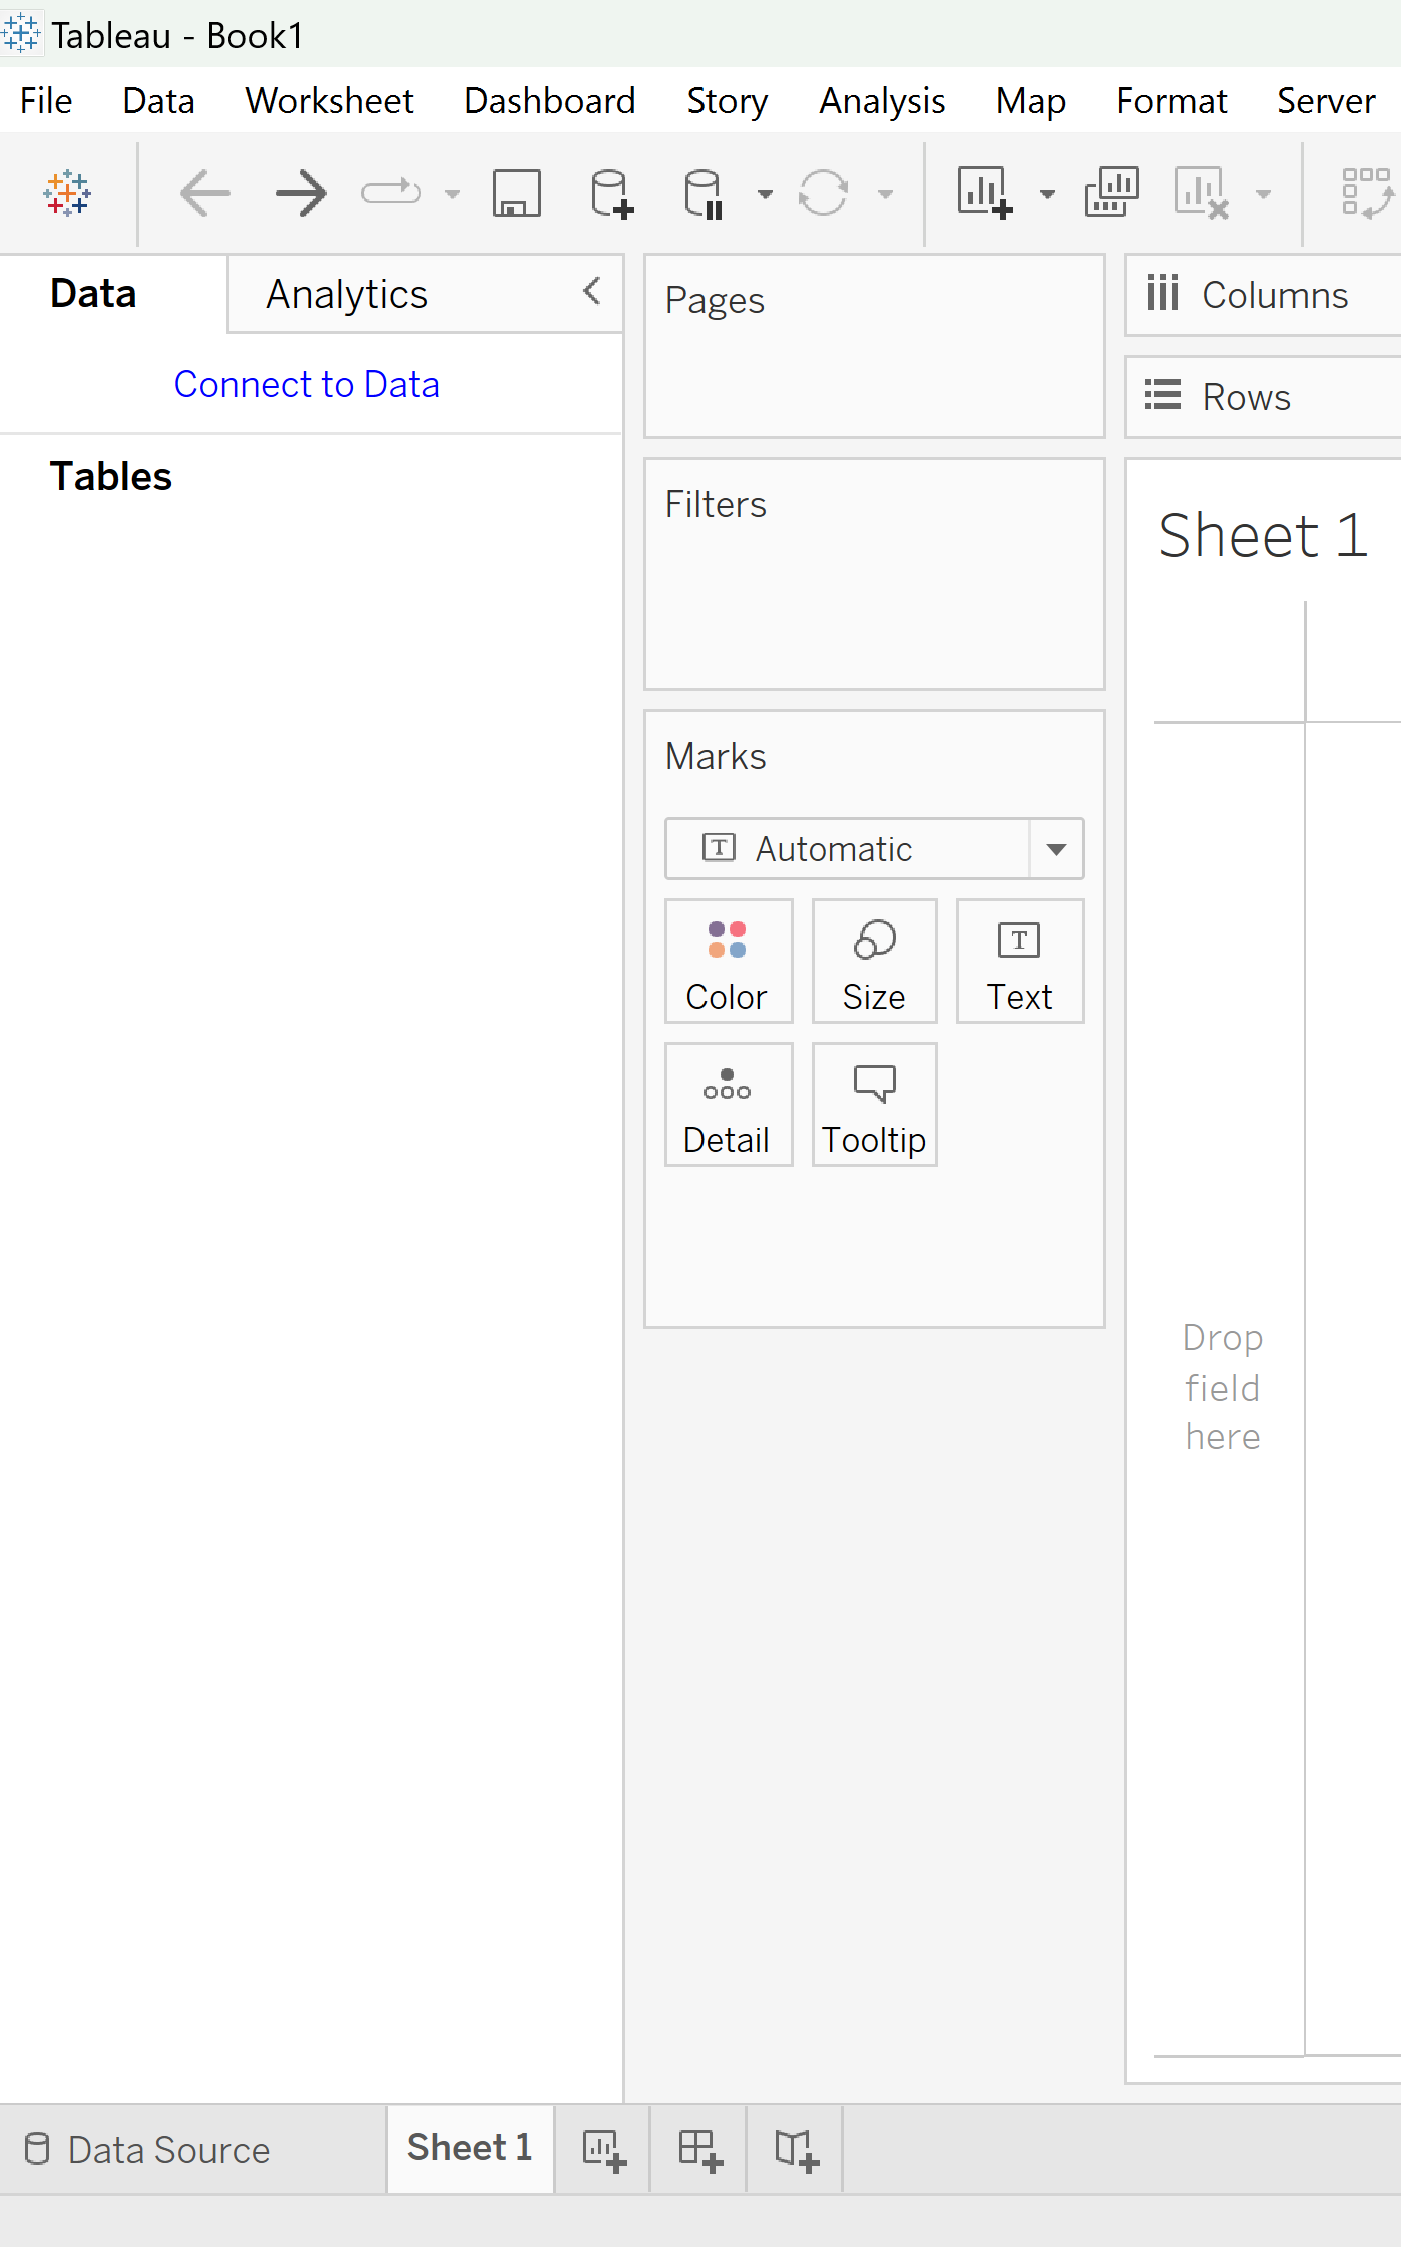 Tableau - Book1
File Data Worksheet Dashboard Story Analysis Map Format Server
Data
Analytics
Connect to Data
Tables
Pages
Filters
Marks
Automatic
Color
Size
Text
Detail
Tooltip
Columns
Rows
Sheet 1
Drop
field
here
Data Source
Sheet 1